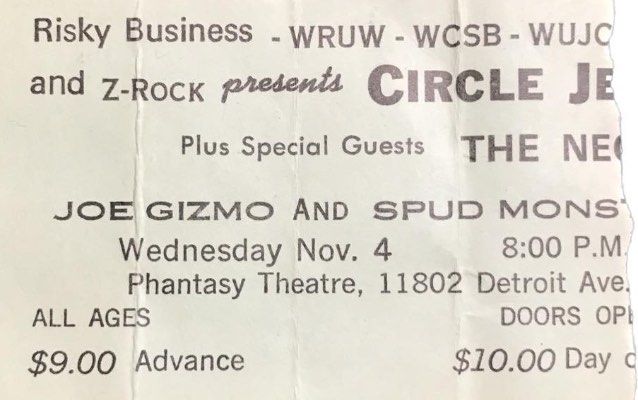 Risky Business - WRUW - WCSB - WUJC
and Z-ROCK presents CIRCLE JE
Plus Special Guests THE NE
JOE GIZMO AND SPUD MONS
Wednesday Nov. 4 8:00 P.M.
Phantasy Theatre, 11802 Detroit Ave.
ALL AGES DOORS OP
$9.00 Advance $10.00 Day